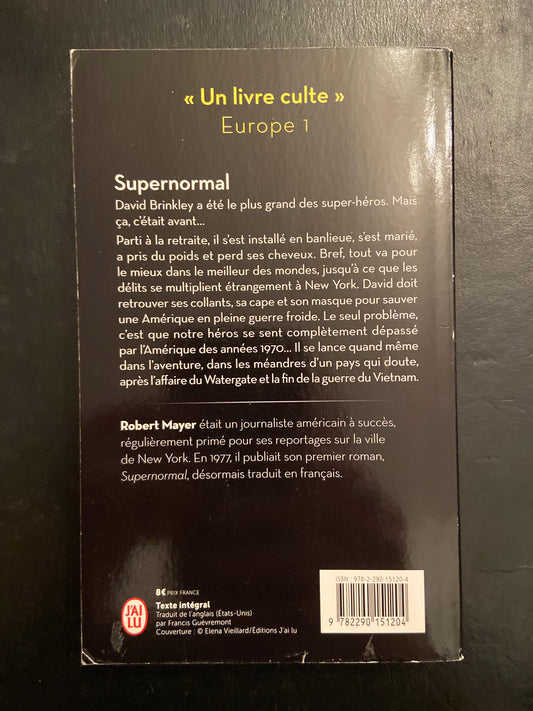 « Un livre culte »
Europe 1
Supernormal
David Brinkley a été le plus grand des super-héros. Mais
ça, c'était avant...
Parti à la retraite, il s'est installé en banlieue, s'est marié,
a pris du poids et perd ses cheveux. Bref, tout va pour
le mieux dans le meilleur des mondes, jusqu'à ce que les
délits se multiplient étrangement à New York. David doit
retrouver ses collants, sa cape et son masque pour sauver
une Amérique en pleine guerre froide. Le seul problème,
c'est que notre héros se sent complètement dépassé
par l'Amérique des années 1970... Il se lance quand même
dans l'aventure, dans les méandres d'un pays qui doute,
après l'affaire du Watergate et la fin de la guerre du Vietnam.
Robert Mayer était un journaliste américain à succès,
régulièrement primé pour ses reportages sur la ville
de New York. En 1977, il publiait son premier roman,
Supernormal, désormais traduit en français.
8€ PRIX FRANCE
Texte intégral
Traduit de l'anglais (États-Unis)
par Francis Guévremont
Couverture : © Elena Vieillard/Éditions J'ai lu
J'AI
LU
ISBN : 978-2-290-15120-4
9 782290 151204